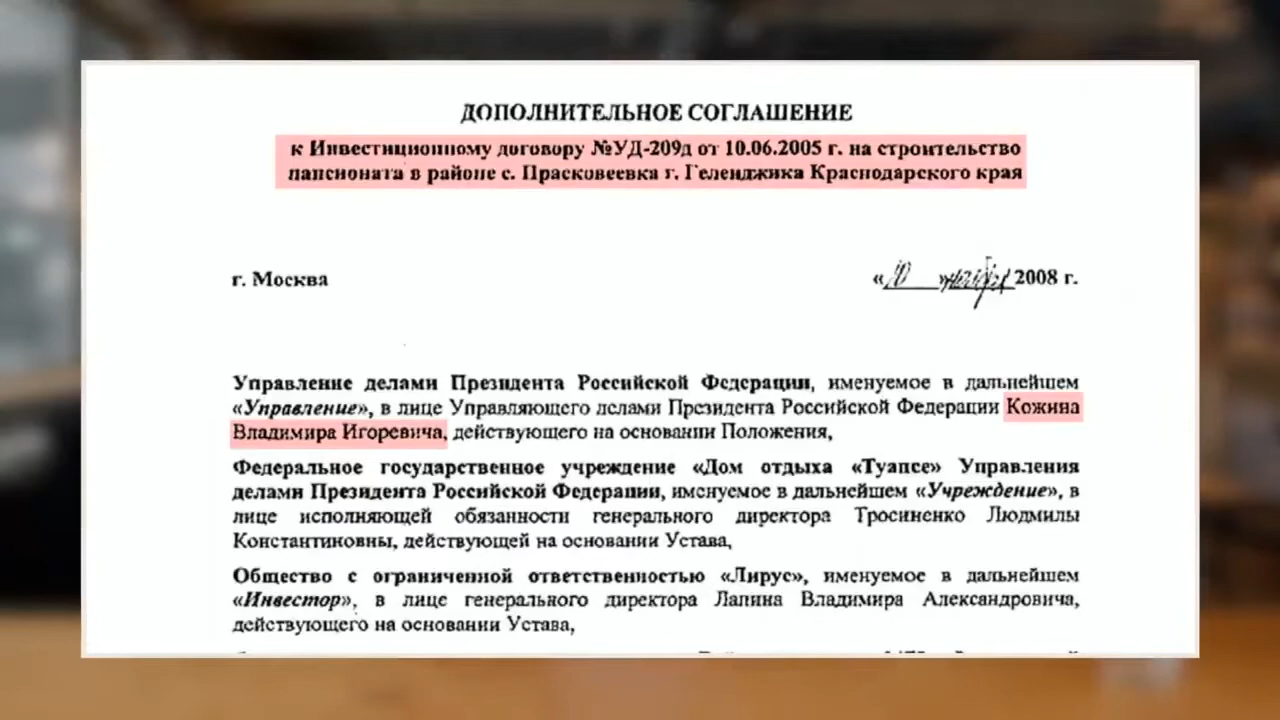 ДОПОЛНИТЕЛЬНОЕ СОГЛАШЕНИЕ
к Инвестиционному договору №УД-209д от 10.06.2005 г. на строительство
пансионата в районе с. Прасковеевка г. Геленджика Краснодарского края
г. Москва «10 » ноября 2008 г.
Управление делами Президента Российской Федерации, именуемое в дальнейшем
«Управление», в лице Управляющего делами Президента Российской Федерации Кожина
Владимира Игоревича, действующего на основании Положения,
Федеральное государственное учреждение «Дом отдыха «Туапсе» Управления
делами Президента Российской Федерации, именуемое в дальнейшем «Учреждение», в
лице исполняющей обязанности генерального директора Тросиненко Людмилы
Константиновны, действующей на основании Устава,
Общество с ограниченной ответственностью «Лирус», именуемое в дальнейшем
«Инвестор», в лице генерального директора Лапина Владимира Александровича,
действующего на основании Устава,